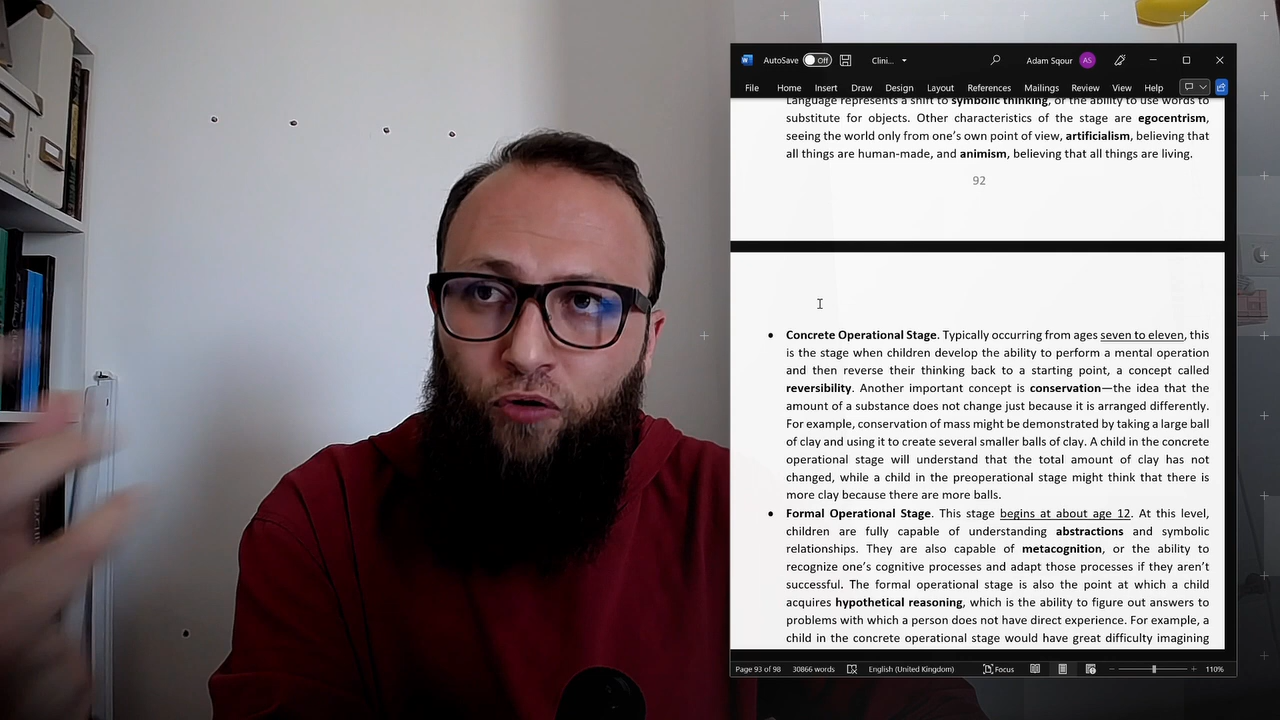 AutoSave Off Clini... Adam Sqour AS
File Home Insert Draw Design Layout References Mailings Review View Help
Language represents a shift to symbolic thinking, or the ability to use words to
substitute for objects. Other characteristics of the stage are egocentrism,
seeing the world only from one's own point of view, artificialism, believing that
all things are human-made, and animism, believing that all things are living.
92
• Concrete Operational Stage. Typically occurring from ages seven to eleven, this
is the stage when children develop the ability to perform a mental operation
and then reverse their thinking back to a starting point, a concept called
reversibility. Another important concept is conservation—the idea that the
amount of a substance does not change just because it is arranged differently.
For example, conservation of mass might be demonstrated by taking a large ball
of clay and using it to create several smaller balls of clay. A child in the concrete
operational stage will understand that the total amount of clay has not
changed, while a child in the preoperational stage might think that there is
more clay because there are more balls.
• Formal Operational Stage. This stage begins at about age 12. At this level,
children are fully capable of understanding abstractions and symbolic
relationships. They are also capable of metacognition, or the ability to
recognize one's cognitive processes and adapt those processes if they aren't
successful. The formal operational stage is also the point at which a child
acquires hypothetical reasoning, which is the ability to figure out answers to
problems with which a person does not have direct experience. For example, a
child in the concrete operational stage would have great difficulty imagining
Page 93 of 98 30866 words English (United Kingdom) Focus 110%